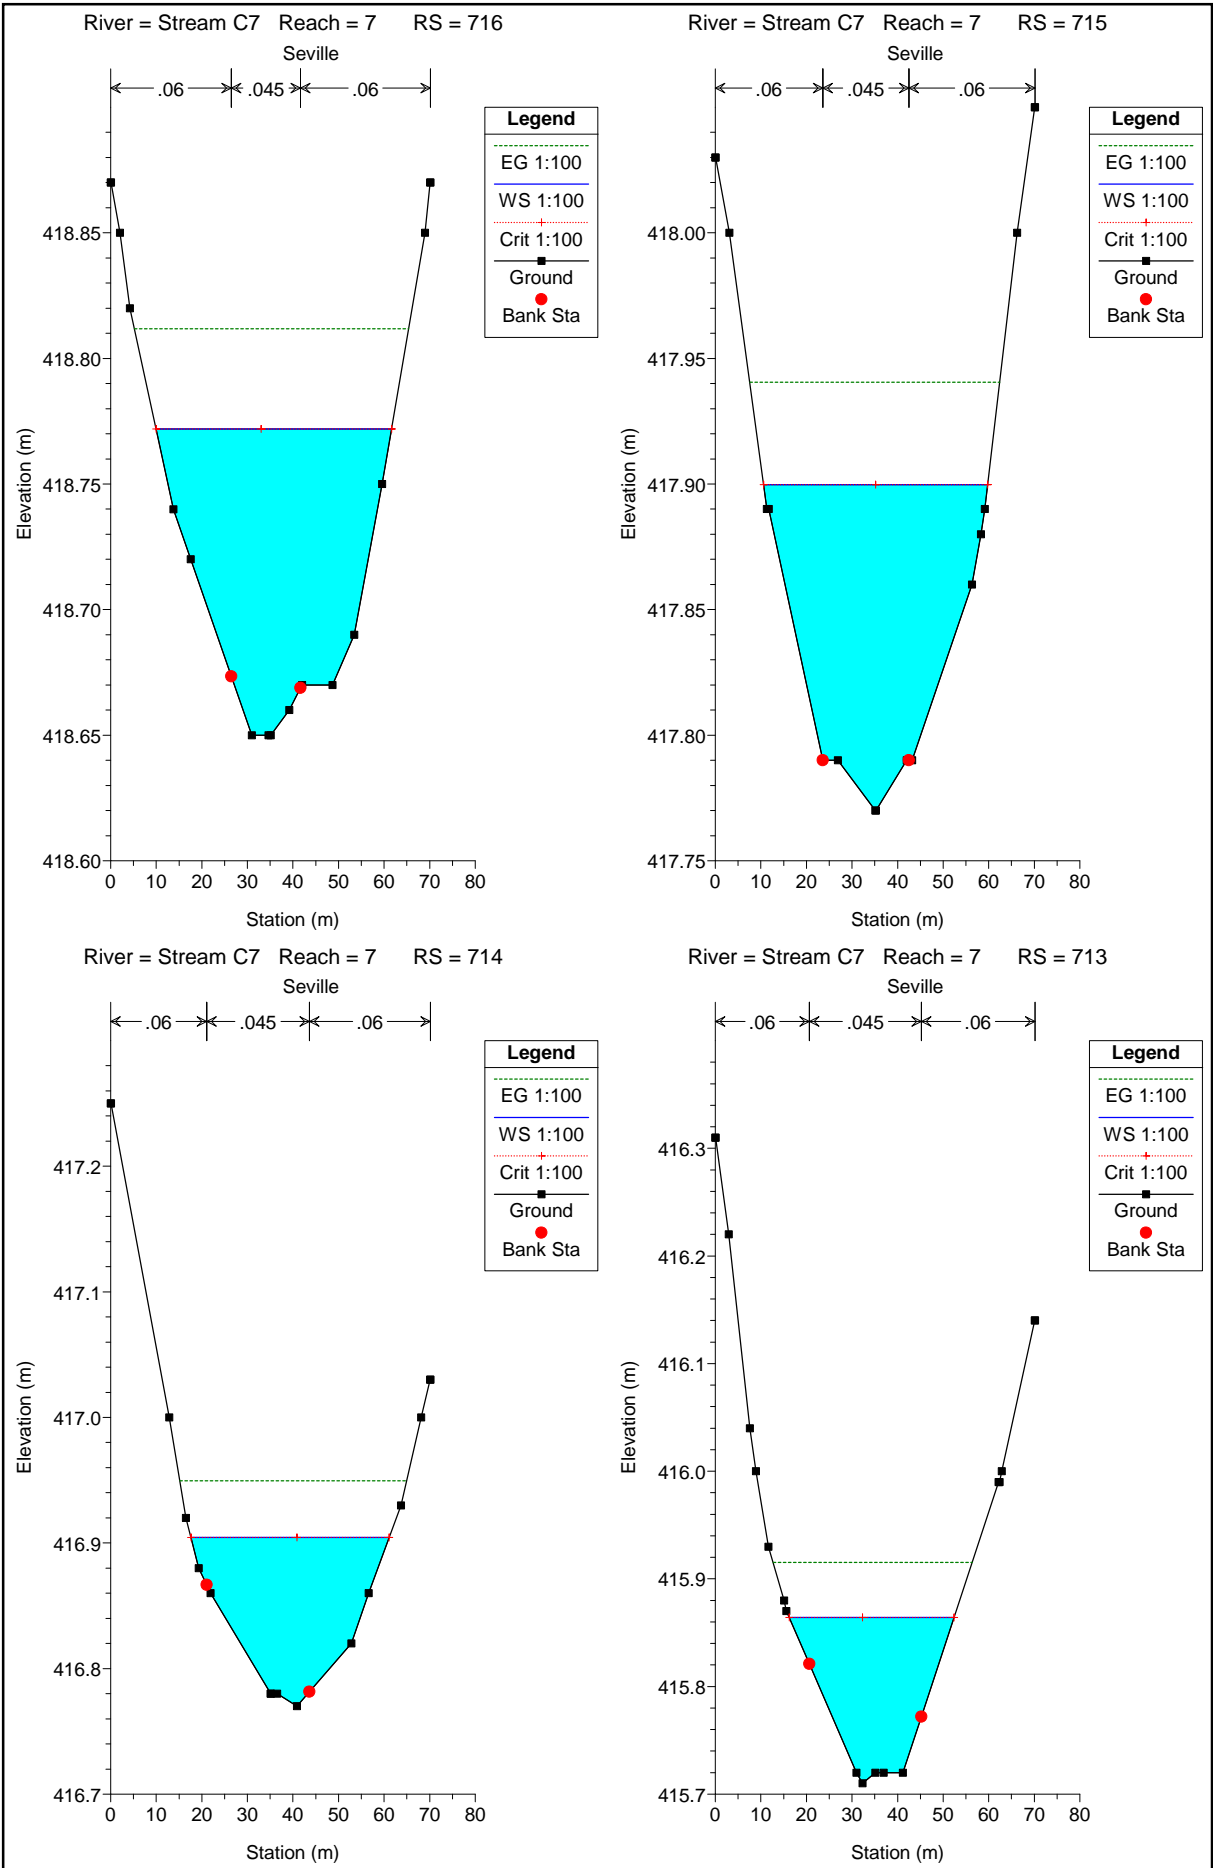 River = Stream C7 Reach = 7 RS = 716
Seville
.06 .045 .06
Legend
EG 1:100
WS 1:100
Crit 1:100
Ground
Bank Sta
418.85
418.80
418.75
418.70
418.65
418.60
Elevation (m)
0 10 20 30 40 50 60 70 80
Station (m)
River = Stream C7 Reach = 7 RS = 715
Seville
.06 .045 .06
Legend
EG 1:100
WS 1:100
Crit 1:100
Ground
Bank Sta
418.00
417.95
417.90
417.85
417.80
417.75
Elevation (m)
0 10 20 30 40 50 60 70 80
Station (m)
River = Stream C7 Reach = 7 RS = 714
Seville
.06 .045 .06
Legend
EG 1:100
WS 1:100
Crit 1:100
Ground
Bank Sta
417.2
417.1
417.0
416.9
416.8
416.7
Elevation (m)
0 10 20 30 40 50 60 70 80
Station (m)
River = Stream C7 Reach = 7 RS = 713
Seville
.06 .045 .06
Legend
EG 1:100
WS 1:100
Crit 1:100
Ground
Bank Sta
416.3
416.2
416.1
416.0
415.9
415.8
415.7
Elevation (m)
0 10 20 30 40 50 60 70 80
Station (m)